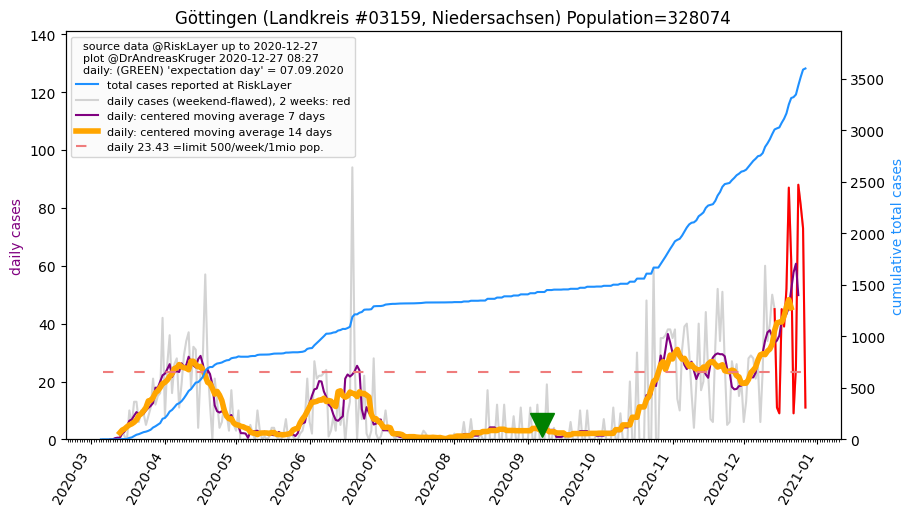 Göttingen (Landkreis #03159, Niedersachsen) Population=328074
source data @RiskLayer up to 2020-12-27
plot @DrAndreasKruger 2020-12-27 08:27
daily: (GREEN) 'expectation day' = 07.09.2020
total cases reported at RiskLayer
daily cases (weekend-flawed), 2 weeks: red
daily: centered moving average 7 days
daily: centered moving average 14 days
daily 23.43 =limit 500/week/1mio pop.
daily cases
140
120
100
80
60
40
20
0
cumulative total cases
3500
3000
2500
2000
1500
1000
500
0
2020-03
2020-04
2020-05
2020-06
2020-07
2020-08
2020-09
2020-10
2020-11
2020-12
2021-01